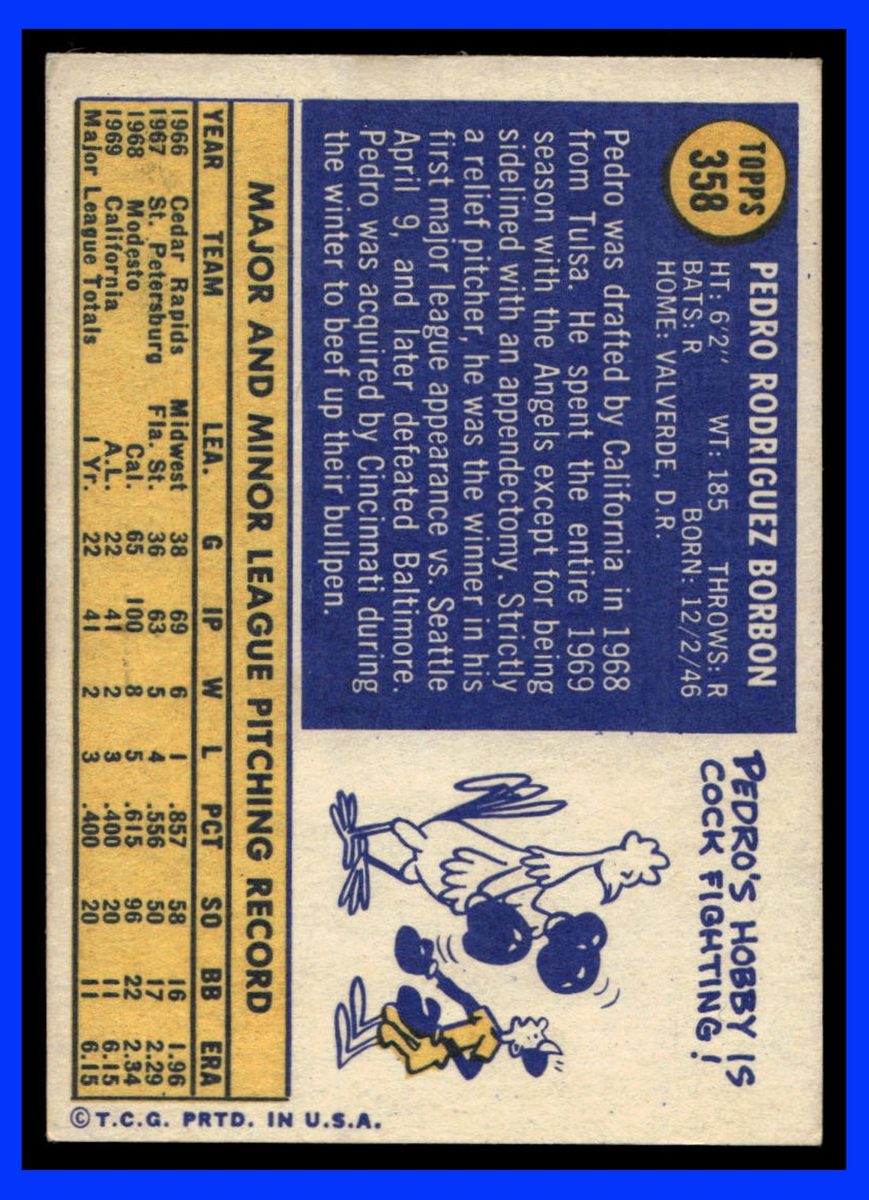 TOPPS
358
PEDRO RODRIGUEZ BORBON
HT: 6'2" WT: 185 THROWS: R
BATS: R BORN: 12/2/46
HOME: VALVERDE, D.R.
Pedro was drafted by California in 1968
from Tulsa. He spent the entire 1969
season with the Angels except for being
sidelined with an appendectomy. Strictly
a relief pitcher, he was the winner in his
first major league appearance vs. Seattle
April 9, and later defeated Baltimore.
Pedro was acquired by Cincinnati during
the winter to beef up their bullpen.
PEDRO'S HOBBY IS
COCK FIGHTING!
MAJOR AND MINOR LEAGUE PITCHING RECORD
YEAR TEAM LEA. G IP W L PCT SO BB ERA
1966 Cedar Rapids Midwest 38 69 6 1 .857 58 16 1.96
1967 St. Petersburg Fla. St. 36 63 5 4 .556 50 17 2.29
1968 Modesto Cal. 65 100 8 5 .615 96 22 2.34
1969 California A.L. 22 41 2 3 .400 20 11 6.15
Major League Totals 1 Yr. 22 41 2 3 .400 20 11 6.15
© T.C.G. PRTD. IN U.S.A.